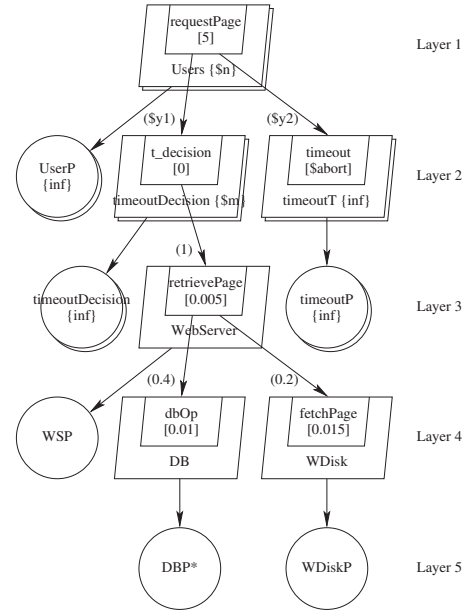 requestPage
[5]
Users {$n}
Layer 1
($y1)
($y2)
UserP
{inf}
t_decision
[0]
timeoutDecision {$m}
timeout
[$abort]
timeoutT {inf}
Layer 2
(1)
timeoutDecision
{inf}
retrievePage
[0.005]
WebServer
timeoutP
{inf}
Layer 3
(0.4)
(0.2)
WSP
dbOp
[0.01]
DB
fetchPage
[0.015]
WDisk
Layer 4
DBP*
WDiskP
Layer 5